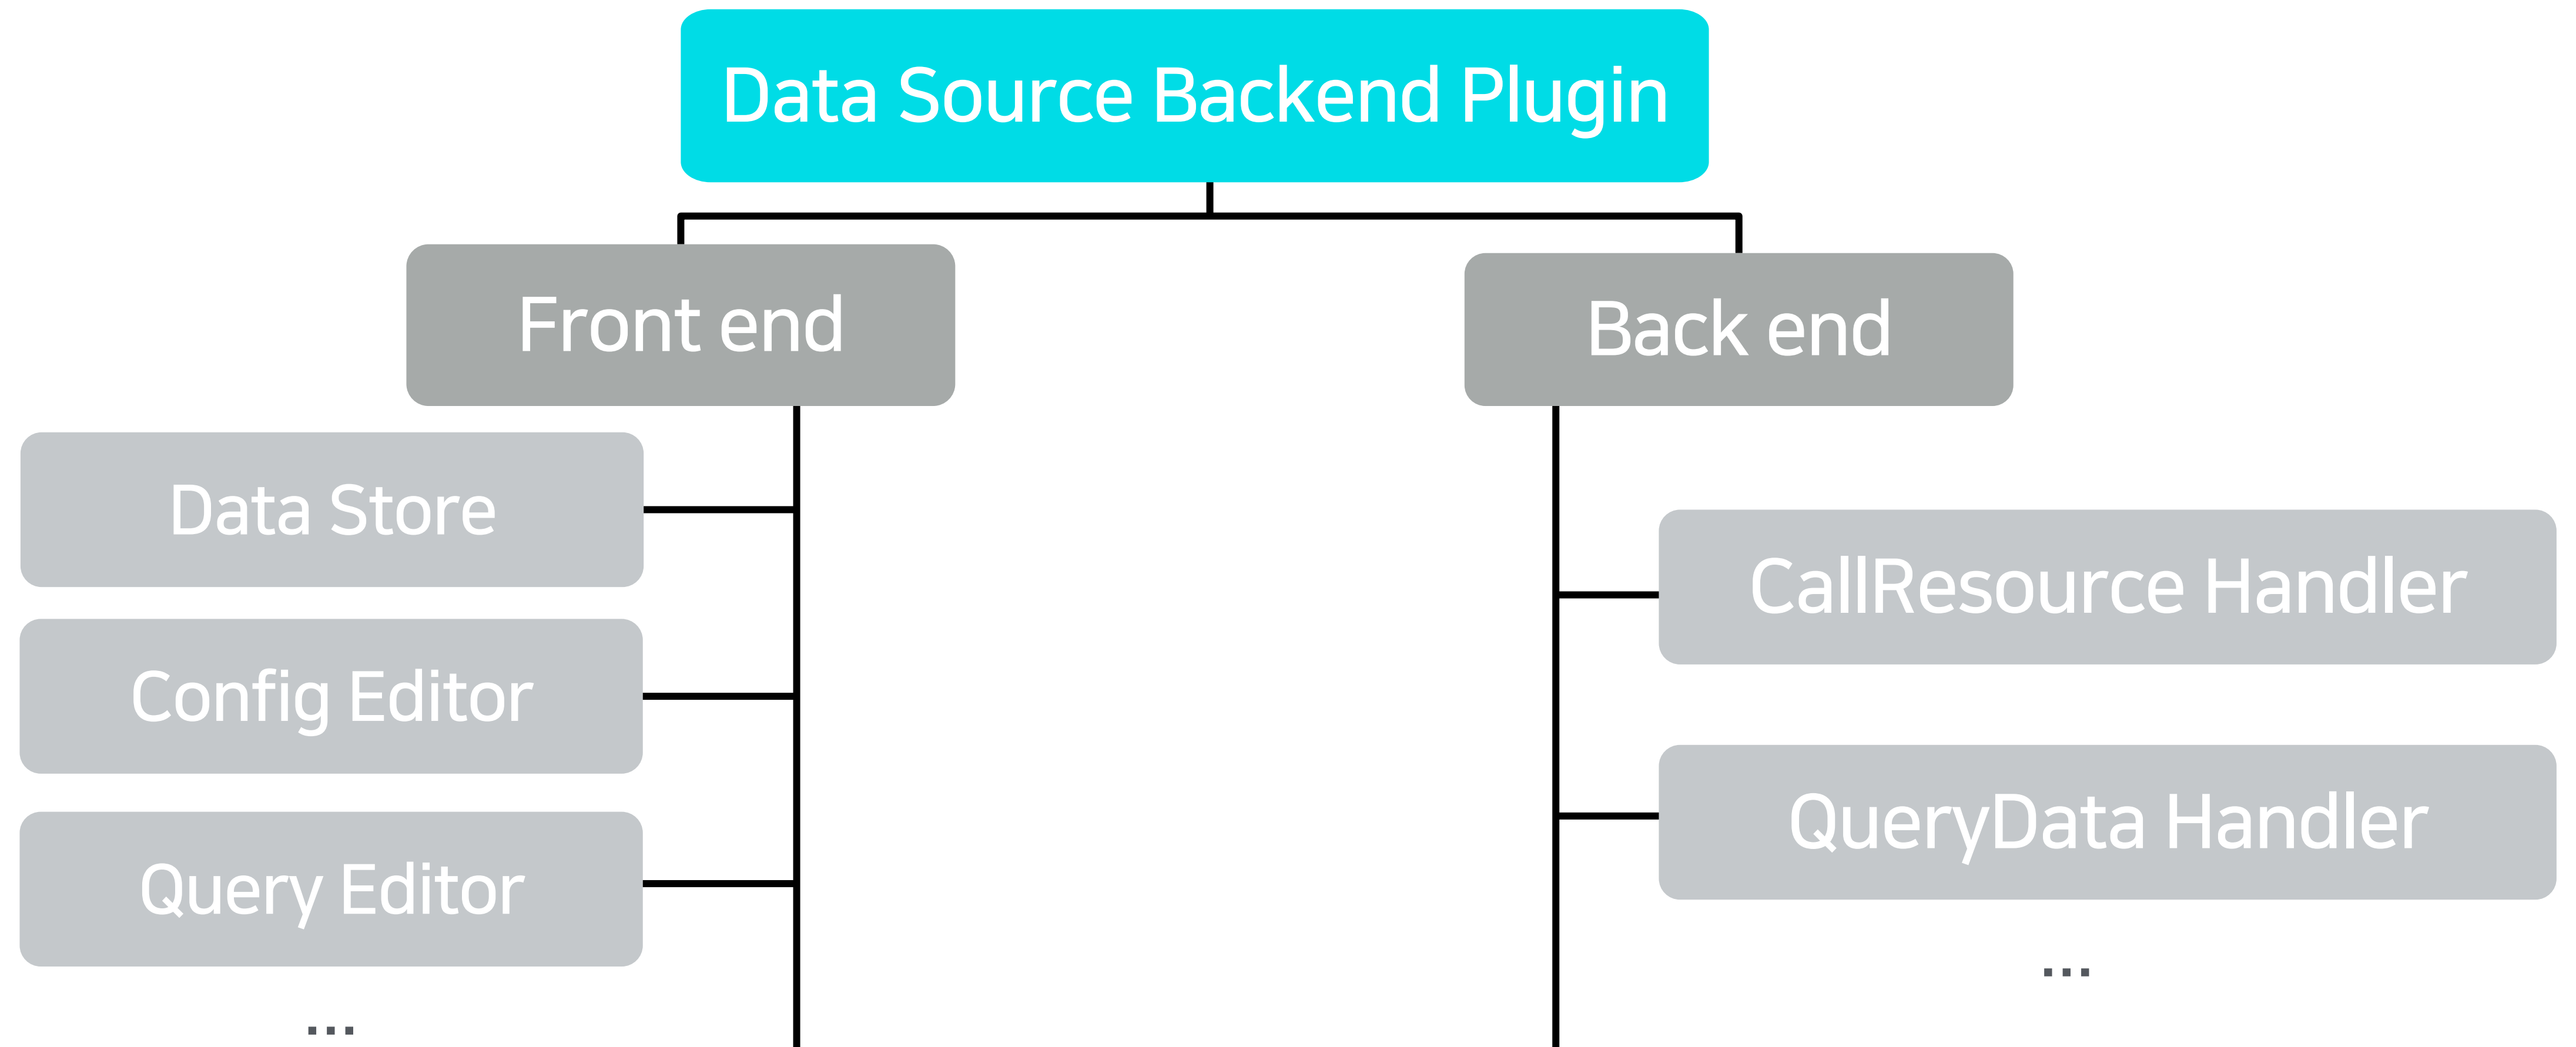 Data Source Backend Plugin
Front end
Back end
Data Store
Config Editor
Query Editor
...
CallResource Handler
QueryData Handler
...